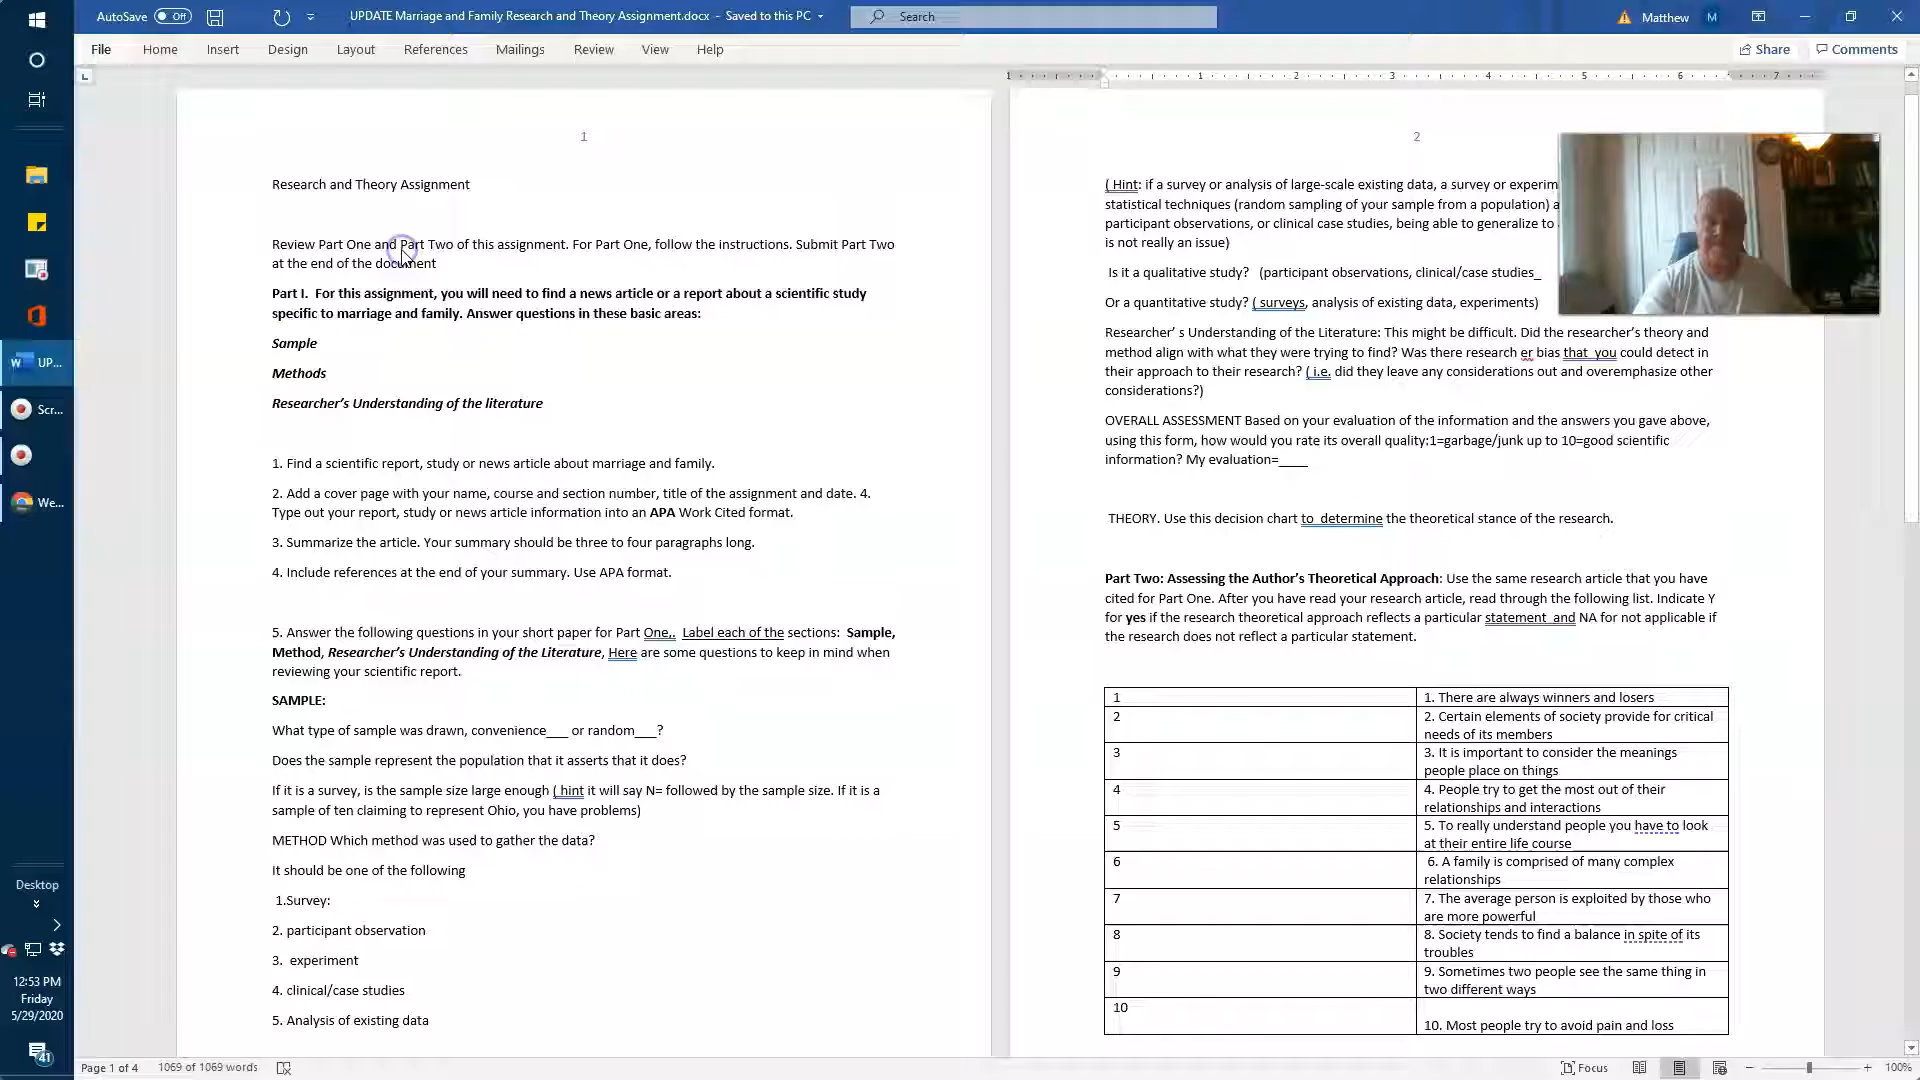 AutoSave Off
UPDATE Marriage and Family Research and Theory Assignment.docx - Saved to this PC
Search
Matthew M
File Home Insert Design Layout References Mailings Review View Help
Share Comments
1 1 2 3 4 5 6 7
1
Research and Theory Assignment
Review Part One and Part Two of this assignment. For Part One, follow the instructions. Submit Part Two
at the end of the document
Part I. For this assignment, you will need to find a news article or a report about a scientific study
specific to marriage and family. Answer questions in these basic areas:
Sample
Methods
Researcher's Understanding of the literature
1. Find a scientific report, study or news article about marriage and family.
2. Add a cover page with your name, course and section number, title of the assignment and date. 4.
Type out your report, study or news article information into an APA Work Cited format.
3. Summarize the article. Your summary should be three to four paragraphs long.
4. Include references at the end of your summary. Use APA format.
5. Answer the following questions in your short paper for Part One,. Label each of the sections: Sample,
Method, Researcher's Understanding of the Literature, Here are some questions to keep in mind when
reviewing your scientific report.
SAMPLE:
What type of sample was drawn, convenience___ or random___?
Does the sample represent the population that it asserts that it does?
If it is a survey, is the sample size large enough ( hint it will say N= followed by the sample size. If it is a
sample of ten claiming to represent Ohio, you have problems)
METHOD Which method was used to gather the data?
It should be one of the following
1.Survey:
2. participant observation
3. experiment
4. clinical/case studies
5. Analysis of existing data
2
( Hint: if a survey or analysis of large-scale existing data, a survey or experim
statistical techniques (random sampling of your sample from a population) a
participant observations, or clinical case studies, being able to generalize to
is not really an issue)
Is it a qualitative study? (participant observations, clinical/case studies_
Or a quantitative study? ( surveys, analysis of existing data, experiments)
Researcher' s Understanding of the Literature: This might be difficult. Did the researcher's theory and
method align with what they were trying to find? Was there research er bias that you could detect in
their approach to their research? ( i.e. did they leave any considerations out and overemphasize other
considerations?)
OVERALL ASSESSMENT Based on your evaluation of the information and the answers you gave above,
using this form, how would you rate its overall quality:1=garbage/junk up to 10=good scientific
information? My evaluation=____
THEORY. Use this decision chart to determine the theoretical stance of the research.
Part Two: Assessing the Author's Theoretical Approach: Use the same research article that you have
cited for Part One. After you have read your research article, read through the following list. Indicate Y
for yes if the research theoretical approach reflects a particular statement and NA for not applicable if
the research does not reflect a particular statement.
1 1. There are always winners and losers
2 2. Certain elements of society provide for critical
needs of its members
3 3. It is important to consider the meanings
people place on things
4 4. People try to get the most out of their
relationships and interactions
5 5. To really understand people you have to look
at their entire life course
6 6. A family is comprised of many complex
relationships
7 7. The average person is exploited by those who
are more powerful
8 8. Society tends to find a balance in spite of its
troubles
9 9. Sometimes two people see the same thing in
two different ways
10
10. Most people try to avoid pain and loss
UP...
Scr...
We...
Desktop
12:53 PM
Friday
5/29/2020
41
Page 1 of 4 1069 of 1069 words
Focus
100%